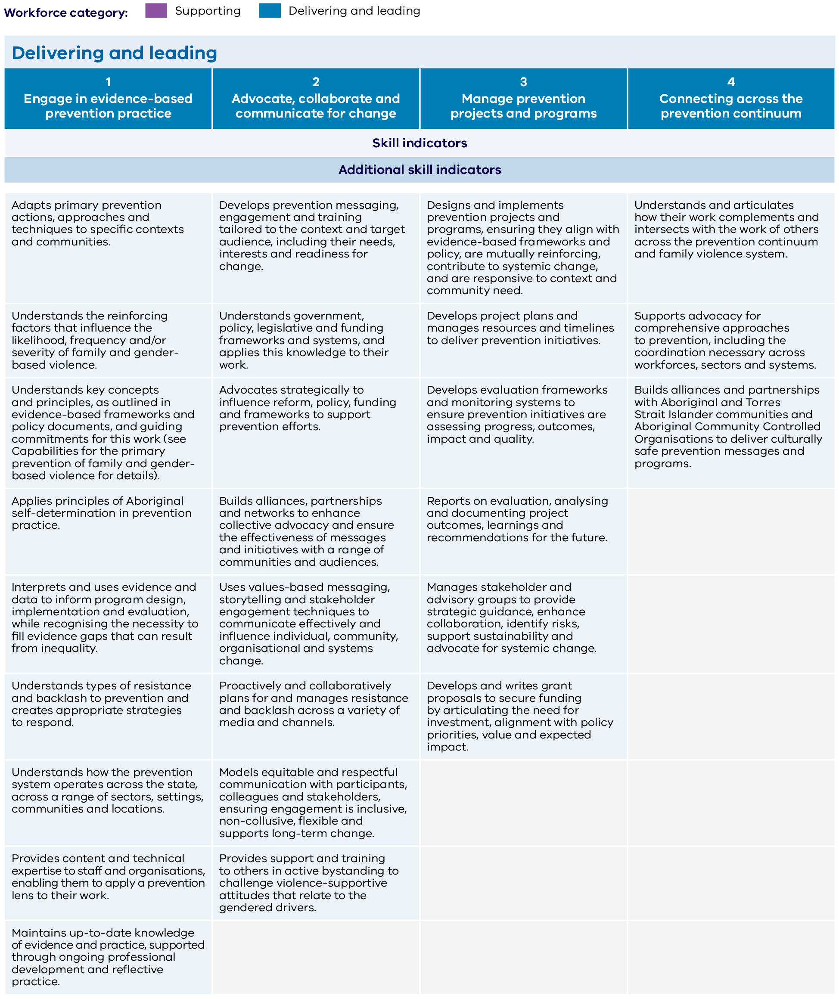 Workforce category: Supporting Delivering and leading
Delivering and leading
1
Engage in evidence-based
prevention practice
2
Advocate, collaborate and
communicate for change
3
Manage prevention
projects and programs
4
Connecting across the
prevention continuum
Skill indicators
Additional skill indicators
Adapts primary prevention
actions, approaches and
techniques to specific contexts
and communities.
Develops prevention messaging,
engagement and training
tailored to the context and target
audience, including their needs,
interests and readiness for
change.
Designs and implements
prevention projects and
programs, ensuring they align with
evidence-based frameworks and
policy, are mutually reinforcing,
contribute to systemic change,
and are responsive to context and
community need.
Understands and articulates
how their work complements and
intersects with the work of others
across the prevention continuum
and family violence system.
Understands the reinforcing
factors that influence the
likelihood, frequency and/or
severity of family and gender-
based violence.
Understands government,
policy, legislative and funding
frameworks and systems, and
applies this knowledge to their
work.
Develops project plans and
manages resources and timelines
to deliver prevention initiatives.
Supports advocacy for
comprehensive approaches
to prevention, including the
coordination necessary across
workforces, sectors and systems.
Understands key concepts
and principles, as outlined in
evidence-based frameworks and
policy documents, and guiding
commitments for this work (see
Capabilities for the primary
prevention of family and gender-
based violence for details).
Advocates strategically to
influence reform, policy, funding
and frameworks to support
prevention efforts.
Develops evaluation frameworks
and monitoring systems to
ensure prevention initiatives are
assessing progress, outcomes,
impact and quality.
Builds alliances and partnerships
with Aboriginal and Torres
Strait Islander communities and
Aboriginal Community Controlled
Organisations to deliver culturally
safe prevention messages and
programs.
Applies principles of Aboriginal
self-determination in prevention
practice.
Builds alliances, partnerships
and networks to enhance
collective advocacy and ensure
the effectiveness of messages
and initiatives with a range of
communities and audiences.
Reports on evaluation, analysing
and documenting project
outcomes, learnings and
recommendations for the future.
Interprets and uses evidence and
data to inform program design,
implementation and evaluation,
while recognising the necessity to
fill evidence gaps that can result
from inequality.
Uses values-based messaging,
storytelling and stakeholder
engagement techniques to
communicate effectively and
influence individual, community,
organisational and systems
change.
Manages stakeholder and
advisory groups to provide
strategic guidance, enhance
collaboration, identify risks,
support sustainability and
advocate for systemic change.
Understands types of resistance
and backlash to prevention and
creates appropriate strategies
to respond.
Proactively and collaboratively
plans for and manages resistance
and backlash across a variety of
media and channels.
Develops and writes grant
proposals to secure funding
by articulating the need for
investment, alignment with policy
priorities, value and expected
impact.
Understands how the prevention
system operates across the state,
across a range of sectors, settings,
communities and locations.
Models equitable and respectful
communication with participants,
colleagues and stakeholders,
ensuring engagement is inclusive,
non-collusive, flexible and
supports long-term change.
Provides content and technical
expertise to staff and organisations,
enabling them to apply a prevention
lens to their work.
Provides support and training
to others in active bystanding to
challenge violence-supportive
attitudes that relate to the
gendered drivers.
Maintains up-to-date knowledge
of evidence and practice, supported
through ongoing professional
development and reflective
practice.